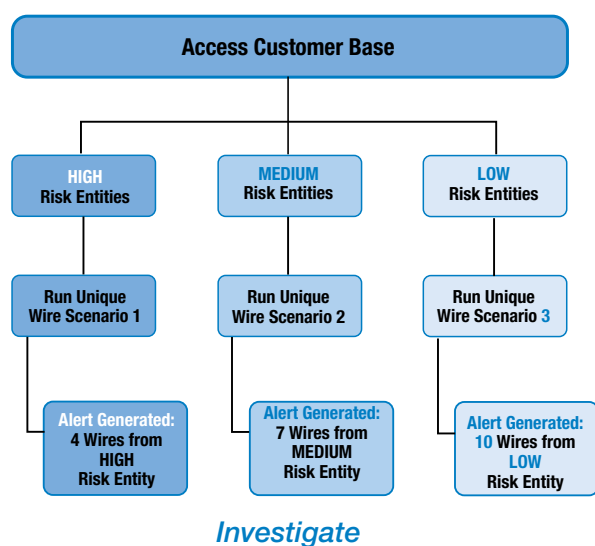 Access Customer Base
HIGH
Risk Entities
MEDIUM
Risk Entities
LOW
Risk Entities
Run Unique
Wire Scenario 1
Run Unique
Wire Scenario 2
Run Unique
Wire Scenario 3
Alert Generated:
4 Wires from
HIGH
Risk Entity
Alert Generated:
7 Wires from
MEDIUM
Risk Entity
Alert Generated:
10 Wires from
LOW
Risk Entity
Investigate